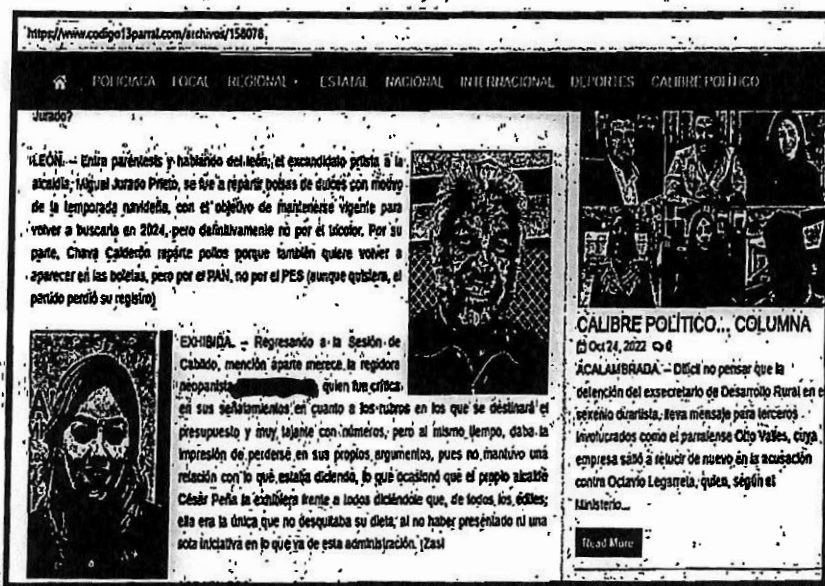 https://www.codigo13parral.com/archivos/158078
POLICIACA LOCAL REGIONAL ESTATAL NACIONAL INTERNACIONAL DEPORTES CALIBRE POLÍTICO
Jurado?
LEÓN. – Entre paréntesis y hablando del león, el excandidato priista a la
alcaldía, Miguel Jurado Prieto, se fue a repartir bolsas de dulces con motivo
de la temporada navideña, con el objetivo de mantenerse vigente para
volver a buscarla en 2024, pero definitivamente no por el tricolor. Por su
parte, Chava Calderón reparte pollos porque también quiere volver a
aparecer en las boletas, pero por el PAN, no por el PES (aunque quisiera, el
partido perdió su registro)
EXHIBIDA. – Regresando a la Sesión de
Cabildo, mención aparte merece la regidora
neopanista quien fue crítica
en sus señalamientos en cuanto a los rubros en los que se destinará el
presupuesto y muy tajante con números, pero al mismo tiempo, daba la
impresión de perderse en sus propios argumentos, pues no mantuvo una
relación con lo que estaba diciendo, lo que ocasionó que el propio alcalde
César Peña la exhibiera frente a todos diciéndole que, de todos los ediles,
ella era la única que no desquitaba su dieta, al no haber presentado ni una
sola iniciativa en lo que va de esta administración. ¡Zas!
CALIBRE POLÍTICO... COLUMNA
Oct 24, 2022 0
ACALAMBRADA. – Difícil no pensar que la
detención del exsecretario de Desarrollo Rural en el
sexenio duartista, lleva mensaje para terceros
involucrados como el parralense Otto Valles, cuya
empresa salió a relucir de nuevo en la acusación
contra Octavio Legarreta, quien, según el
Ministerio...
Read More